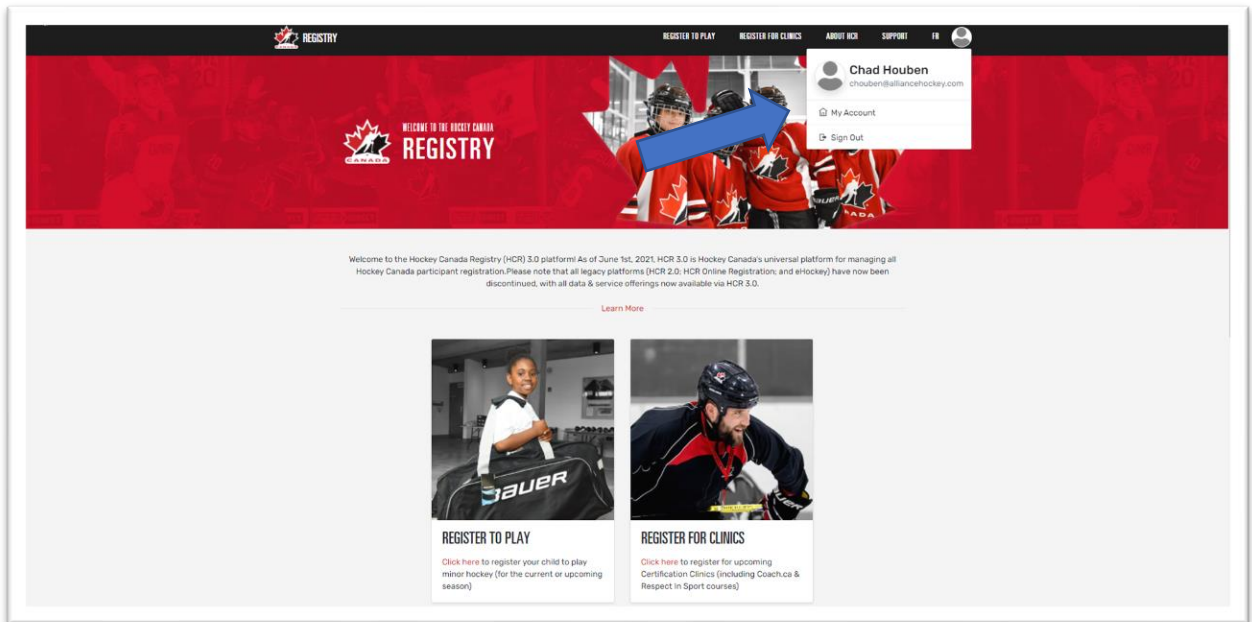 REGISTRY
REGISTER TO PLAY
REGISTER FOR CLINICS
ABOUT HCR
SUPPORT
FR
Chad Houben
chouben@alliancehockey.com
My Account
Sign Out
WELCOME TO THE HOCKEY CANADA
REGISTRY
CANADA
Welcome to the Hockey Canada Registry (HCR) 3.0 platform! As of June 1st, 2021, HCR 3.0 is Hockey Canada's universal platform for managing all
Hockey Canada participant registration.Please note that all legacy platforms (HCR 2.0; HCR Online Registration; and eHockey) have now been
discontinued, with all data & service offerings now available via HCR 3.0.
Learn More
BAUER
REGISTER TO PLAY
Click here to register your child to play
minor hockey (for the current or upcoming
season)
REGISTER FOR CLINICS
Click here to register for upcoming
Certification Clinics (including Coach.ca &
Respect In Sport courses)